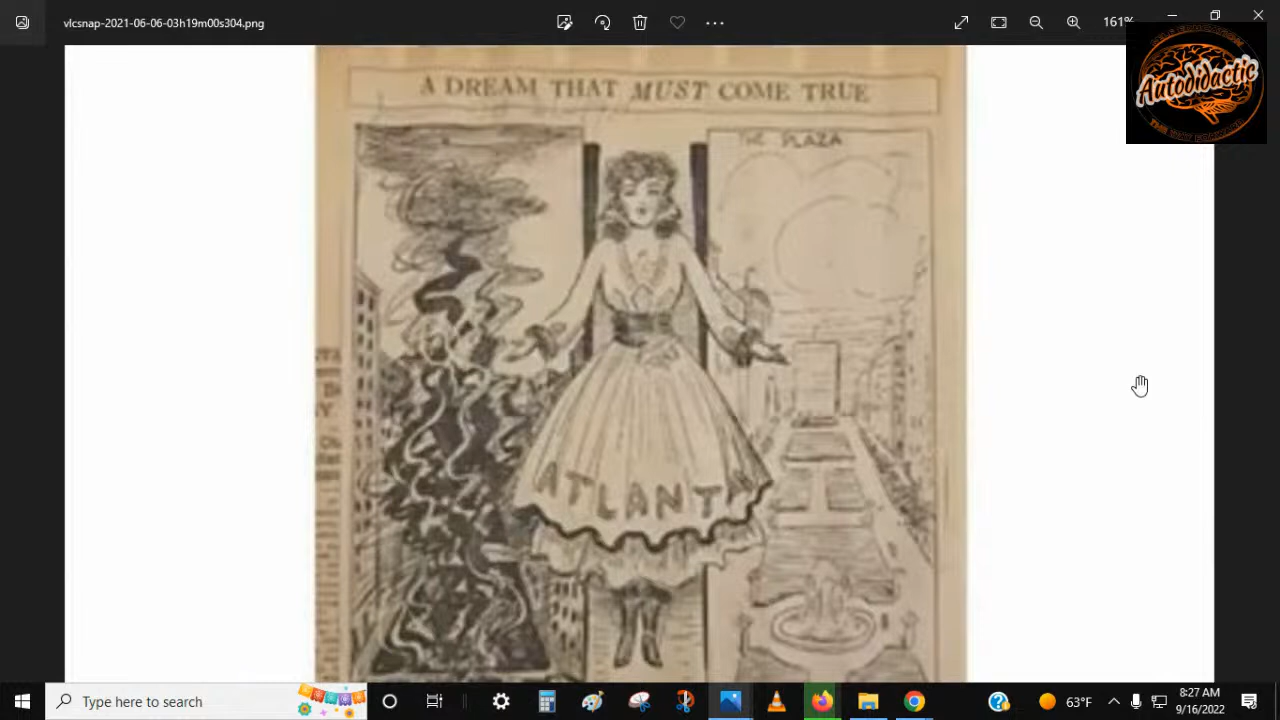 vlcsnap-2021-06-06-03h19m00s304.png
161%
Autodidactic
A DREAM THAT MUST COME TRUE
THE PLAZA
ATLANTA
Type here to search
63°F
8:27 AM
9/16/2022